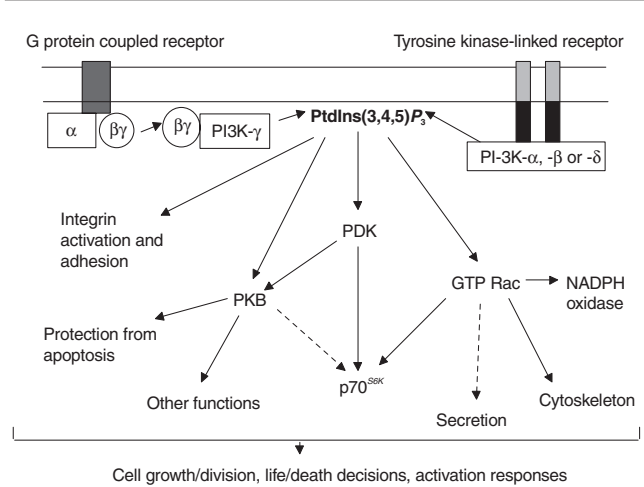 G protein coupled receptor
Tyrosine kinase-linked receptor
α
βγ
βγ
PI3K-γ
PtdIns(3,4,5)P3
PI-3K-α, -β or -δ
Integrin
activation and
adhesion
PDK
PKB
GTP Rac
NADPH
oxidase
Protection from
apoptosis
Other functions
p70S6K
Secretion
Cytoskeleton
Cell growth/division, life/death decisions, activation responses